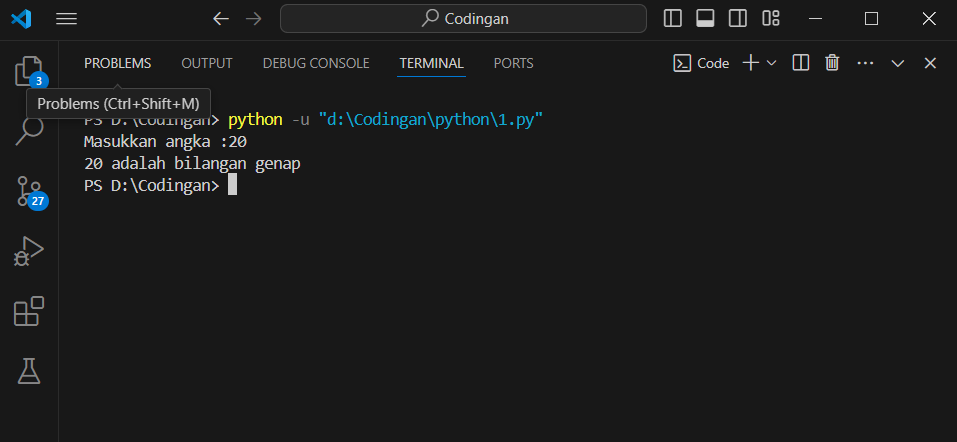 Codingan
PROBLEMS OUTPUT DEBUG CONSOLE TERMINAL PORTS Code
3
Problems (Ctrl+Shift+M)
PS D:\Codingan> python -u "d:\Codingan\python\1.py"
Masukkan angka :20
20 adalah bilangan genap
PS D:\Codingan>
27